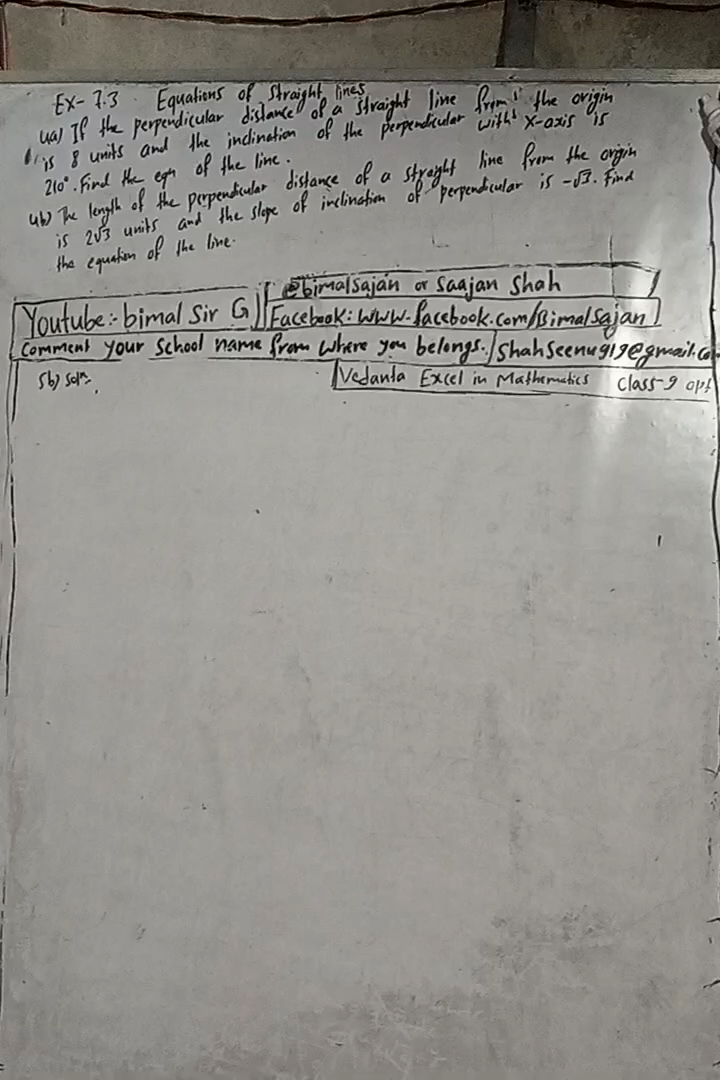 Ex- 7.3 Equations of Straight lines
4a) If the perpendicular distance of a straight line from the origin
is 8 units and the inclination of the perpendicular with X-axis is
210°. Find the eqn of the line.
4b) The length of the perpendicular distance of a straight line from the origin
is 2√3 units and the slope of inclination of perpendicular is -√3. Find
the equation of the line.
@bimalsajan or Saajan Shah
Youtube:- bimal Sir G
Facebook: www.facebook.com/Bimalsajan
Comment your School name from where you belongs. / Shahseenu919@gmail.co
5b) Soln:
Vedanta Excel in Mathematics Class-9 opt